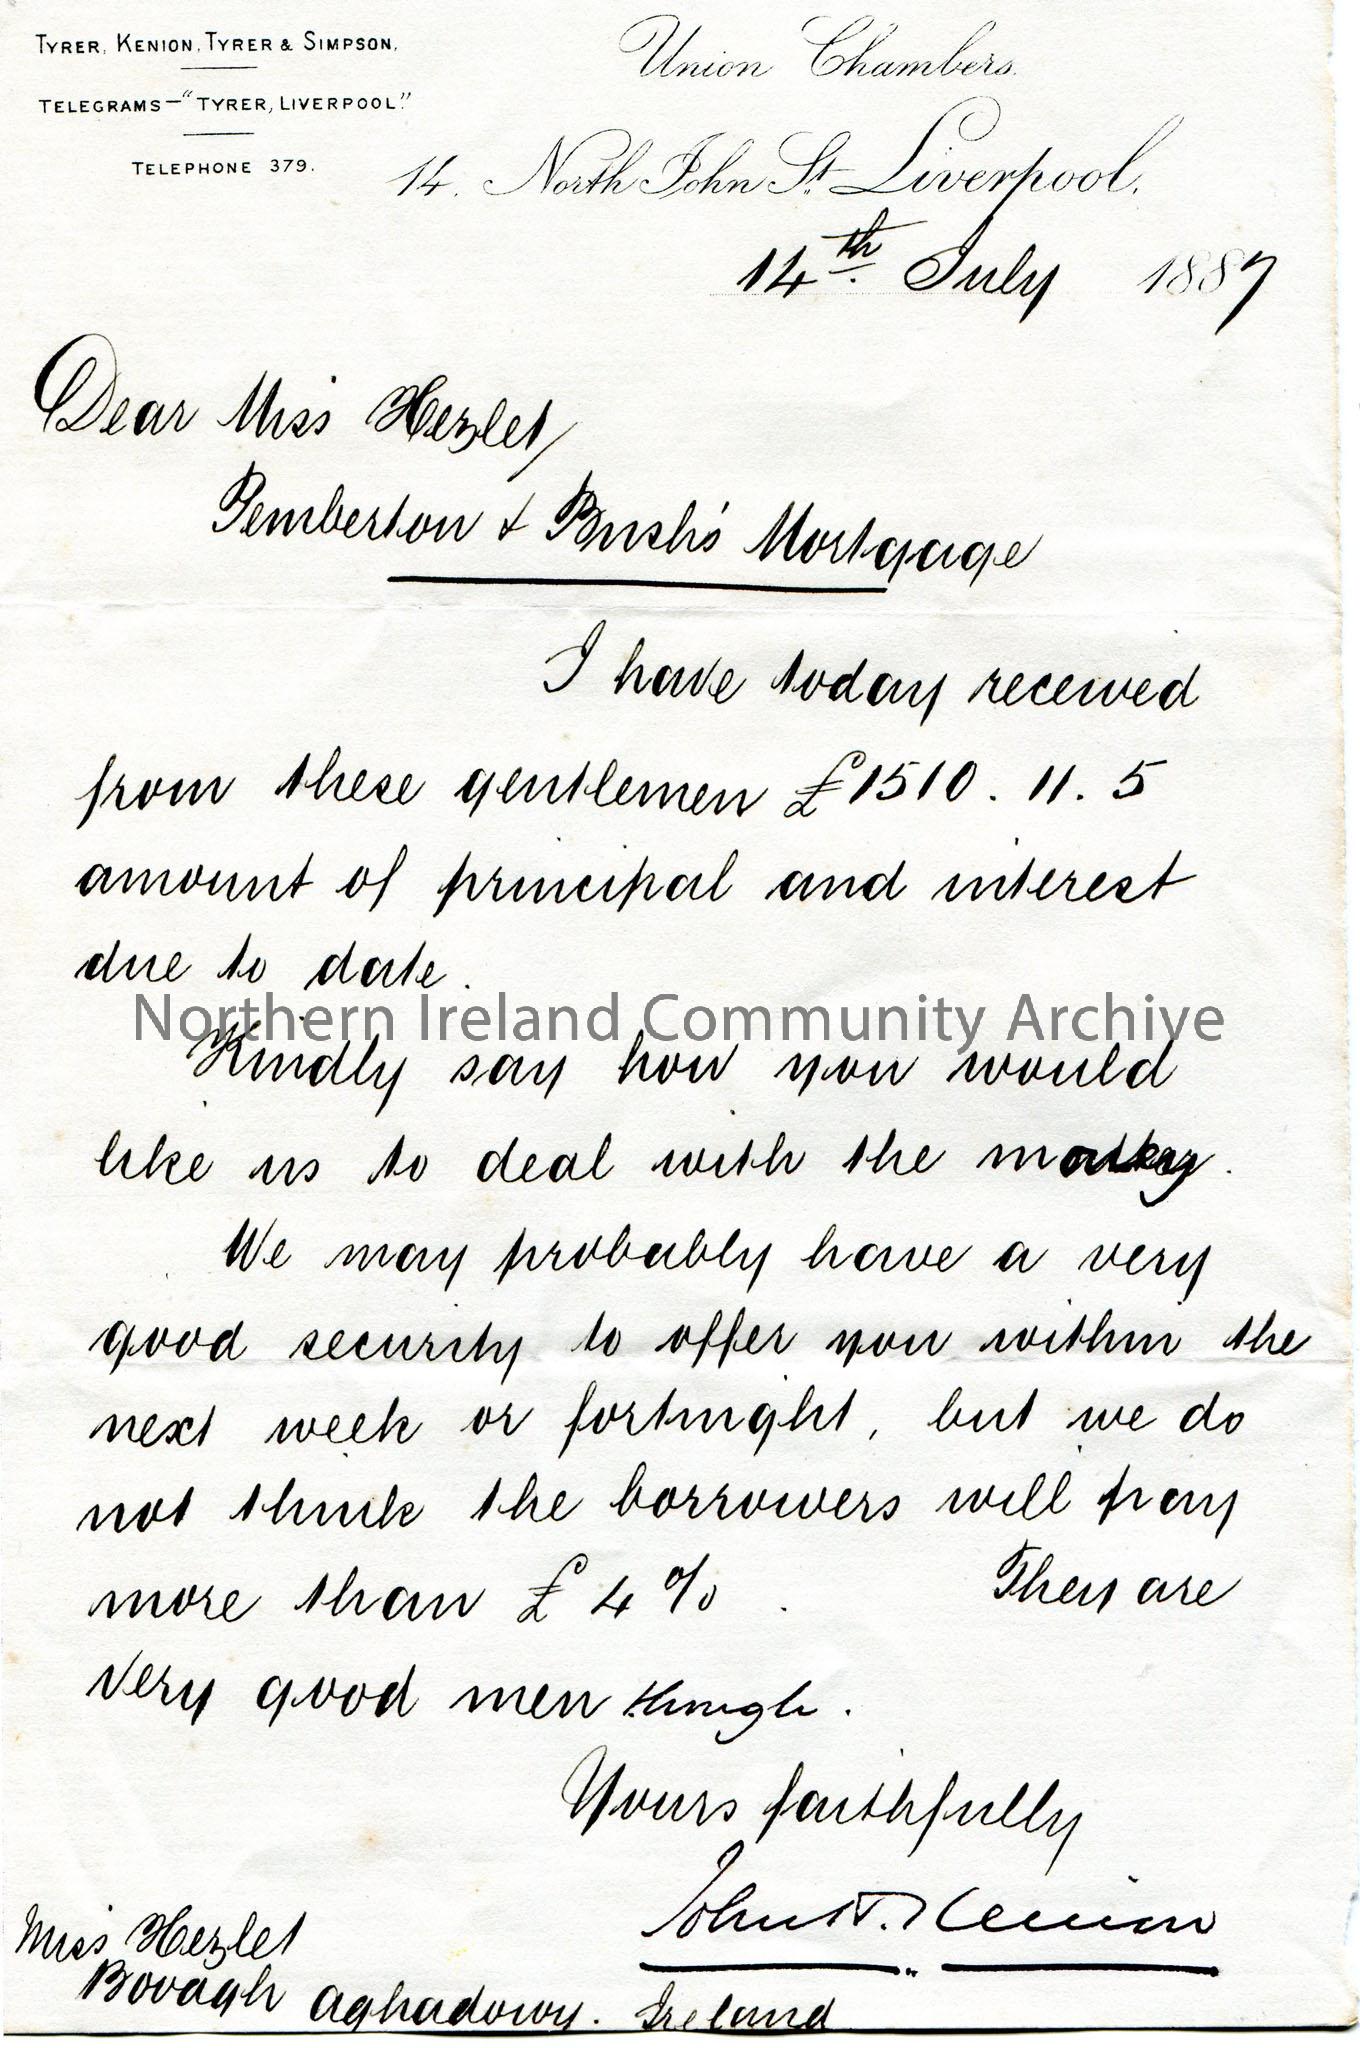 TYRER, KENION, TYRER & SIMPSON.
TELEGRAMS—"TYRER, LIVERPOOL."
TELEPHONE 379.
Union Chambers.
14. North John St. Liverpool.
14th July 1887
Dear Miss Hezlet,
Pemberton & Bush's Mortgage
I have today received
from these gentlemen £1510 . 11 . 5
amount of principal and interest
due to date.
Northern Ireland Community Archive
Kindly say how you would
like us to deal with the
We may probably have a very
good security to offer you within the
next week or fortnight, but we do
not think the borrowers will pay
more than £ 4 % . They are
very good men though.
Yours faithfully
John T. Kenion
Miss Hezlet
Bovagh Aghadowy. Ireland